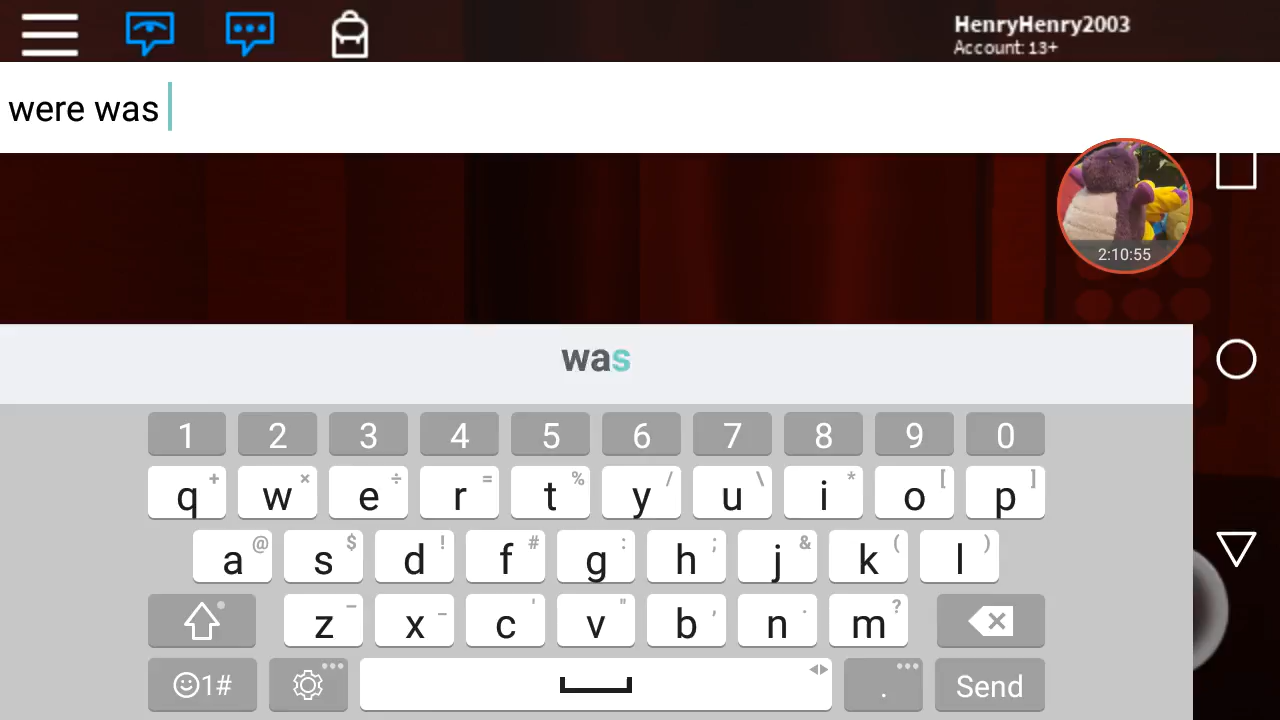 HenryHenry2003
Account: 13+
were was
2:10:55
was
1 2 3 4 5 6 7 8 9 0
q + w × e ÷ r = t % y / u \ i * o [ p ]
a @ s $ d ! f # g : h ; j & k ( l )
z – x _ c ' v " b , n . m ?
1# . Send